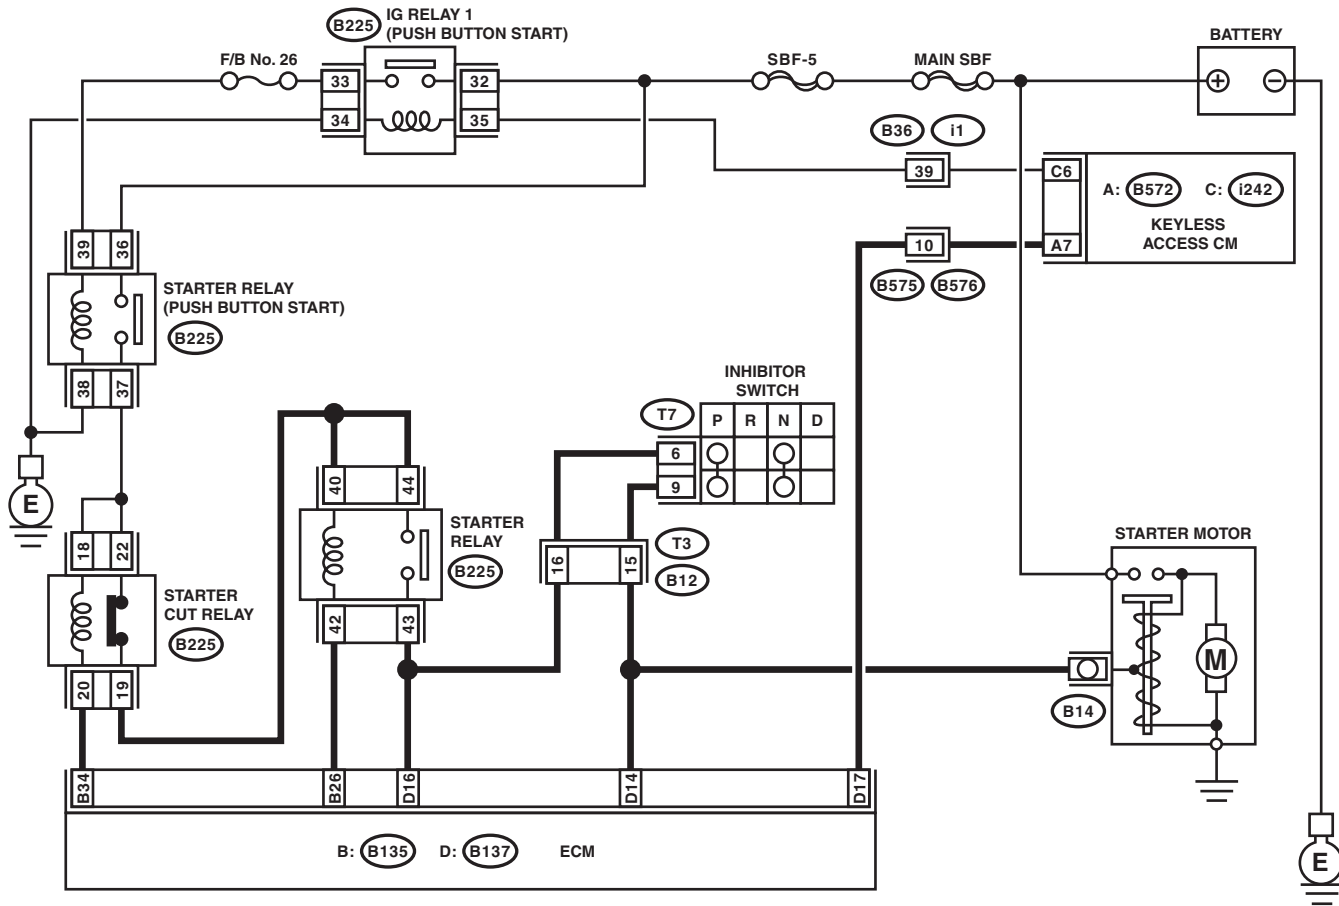 IG RELAY 1
B225
(PUSH BUTTON START)
F/B No. 26
SBF-5
MAIN SBF
BATTERY
33
32
+
−
34
35
B36
i1
39
C6
A: B572 C: i242
KEYLESS
ACCESS CM
10
A7
B575
B576
39
36
STARTER RELAY
(PUSH BUTTON START)
B225
38
37
INHIBITOR
SWITCH
T7
P R N D
6
9
E
40
44
STARTER
RELAY
B225
T3
B12
16
15
STARTER MOTOR
18
22
STARTER
CUT RELAY
B225
42
43
M
20
19
B14
B34
B26
D16
D14
D17
B: B135 D: B137 ECM
E